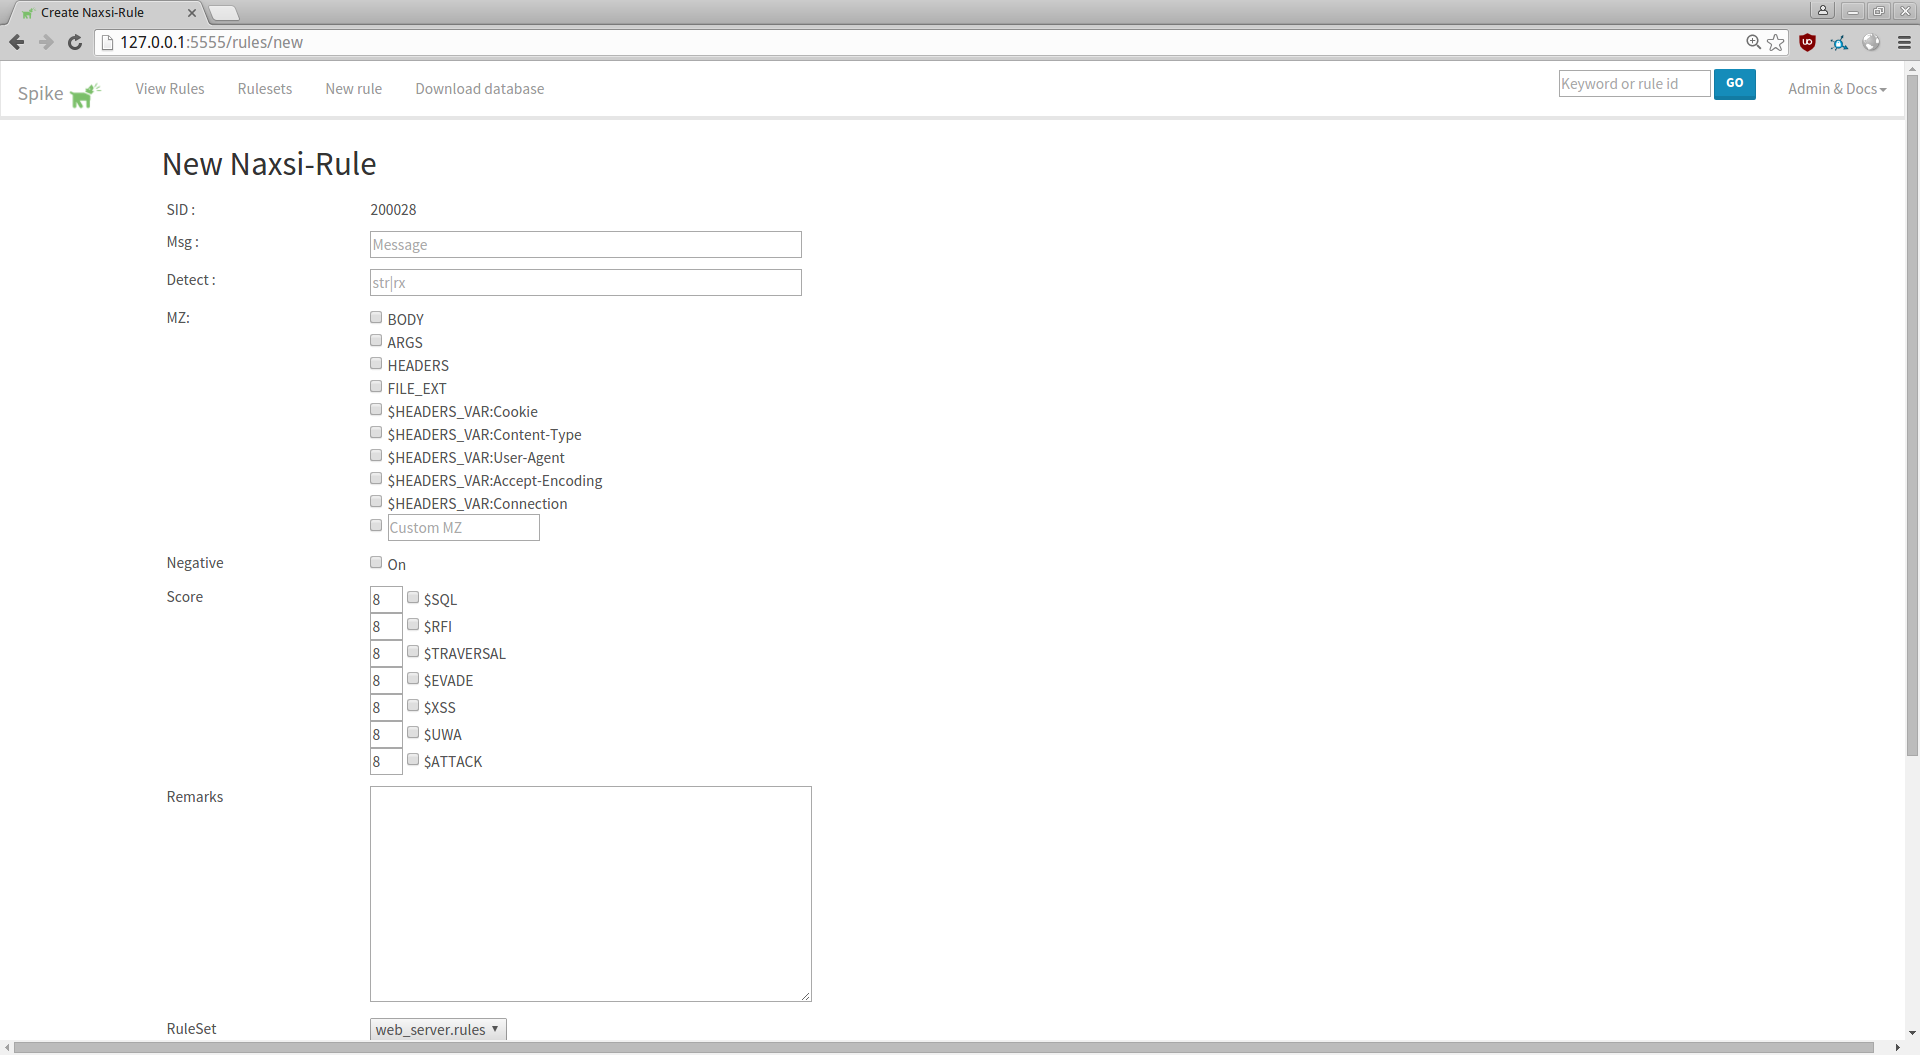 Create Naxsi-Rule
127.0.0.1:5555/rules/new
Spike View Rules Rulesets New rule Download database Keyword or rule id GO Admin & Docs
New Naxsi-Rule
SID : 200028
Msg : Message
Detect : str|rx
MZ: BODY
ARGS
HEADERS
FILE_EXT
$HEADERS_VAR:Cookie
$HEADERS_VAR:Content-Type
$HEADERS_VAR:User-Agent
$HEADERS_VAR:Accept-Encoding
$HEADERS_VAR:Connection
Custom MZ
Negative On
Score 8 $SQL
8 $RFI
8 $TRAVERSAL
8 $EVADE
8 $XSS
8 $UWA
8 $ATTACK
Remarks
RuleSet web_server.rules